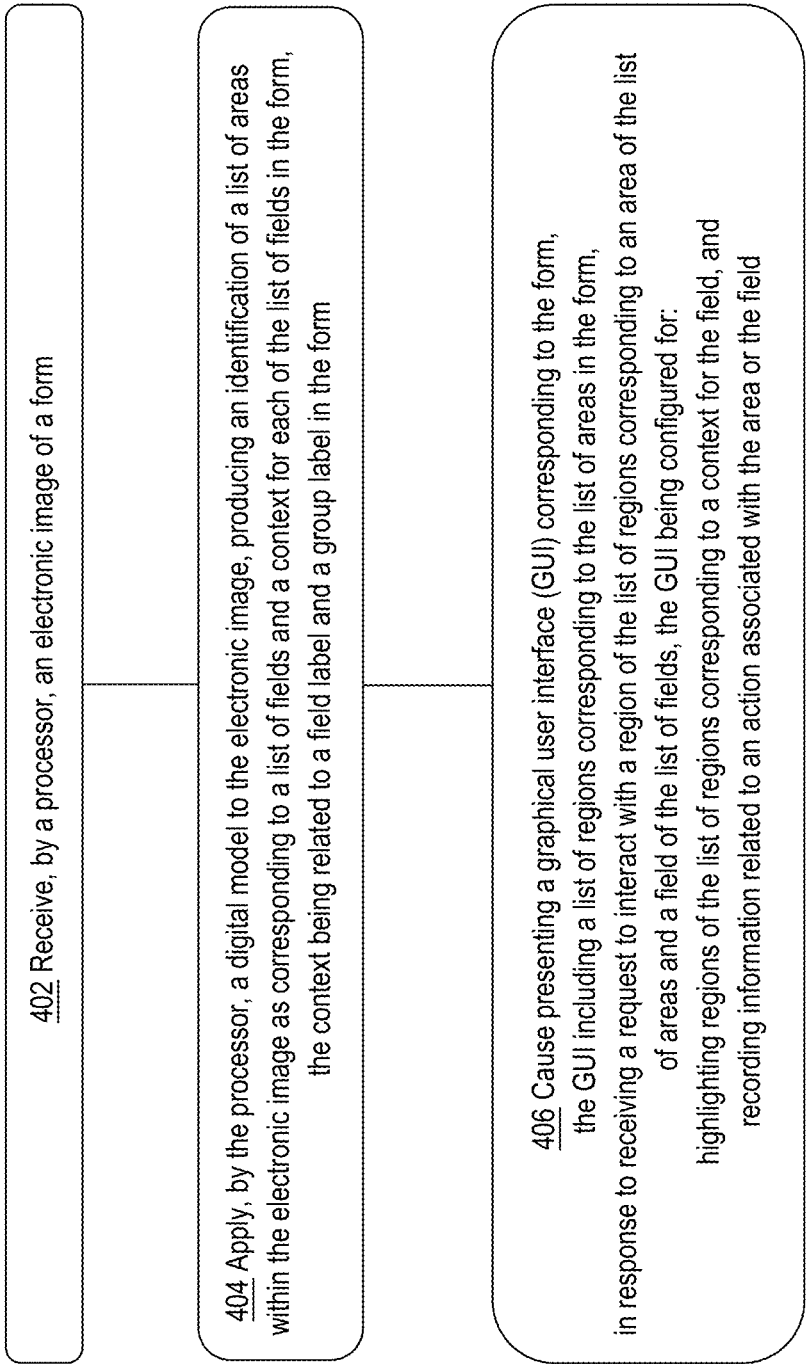 402 Receive, by a processor, an electronic image of a form
404 Apply, by the processor, a digital model to the electronic image, producing an identification of a list of areas
within the electronic image as corresponding to a list of fields and a context for each of the list of fields in the form,
the context being related to a field label and a group label in the form
406 Cause presenting a graphical user interface (GUI) corresponding to the form,
the GUI including a list of regions corresponding to the list of areas in the form,
in response to receiving a request to interact with a region of the list of regions corresponding to an area of the list
of areas and a field of the list of fields, the GUI being configured for:
highlighting regions of the list of regions corresponding to a context for the field, and
recording information related to an action associated with the area or the field